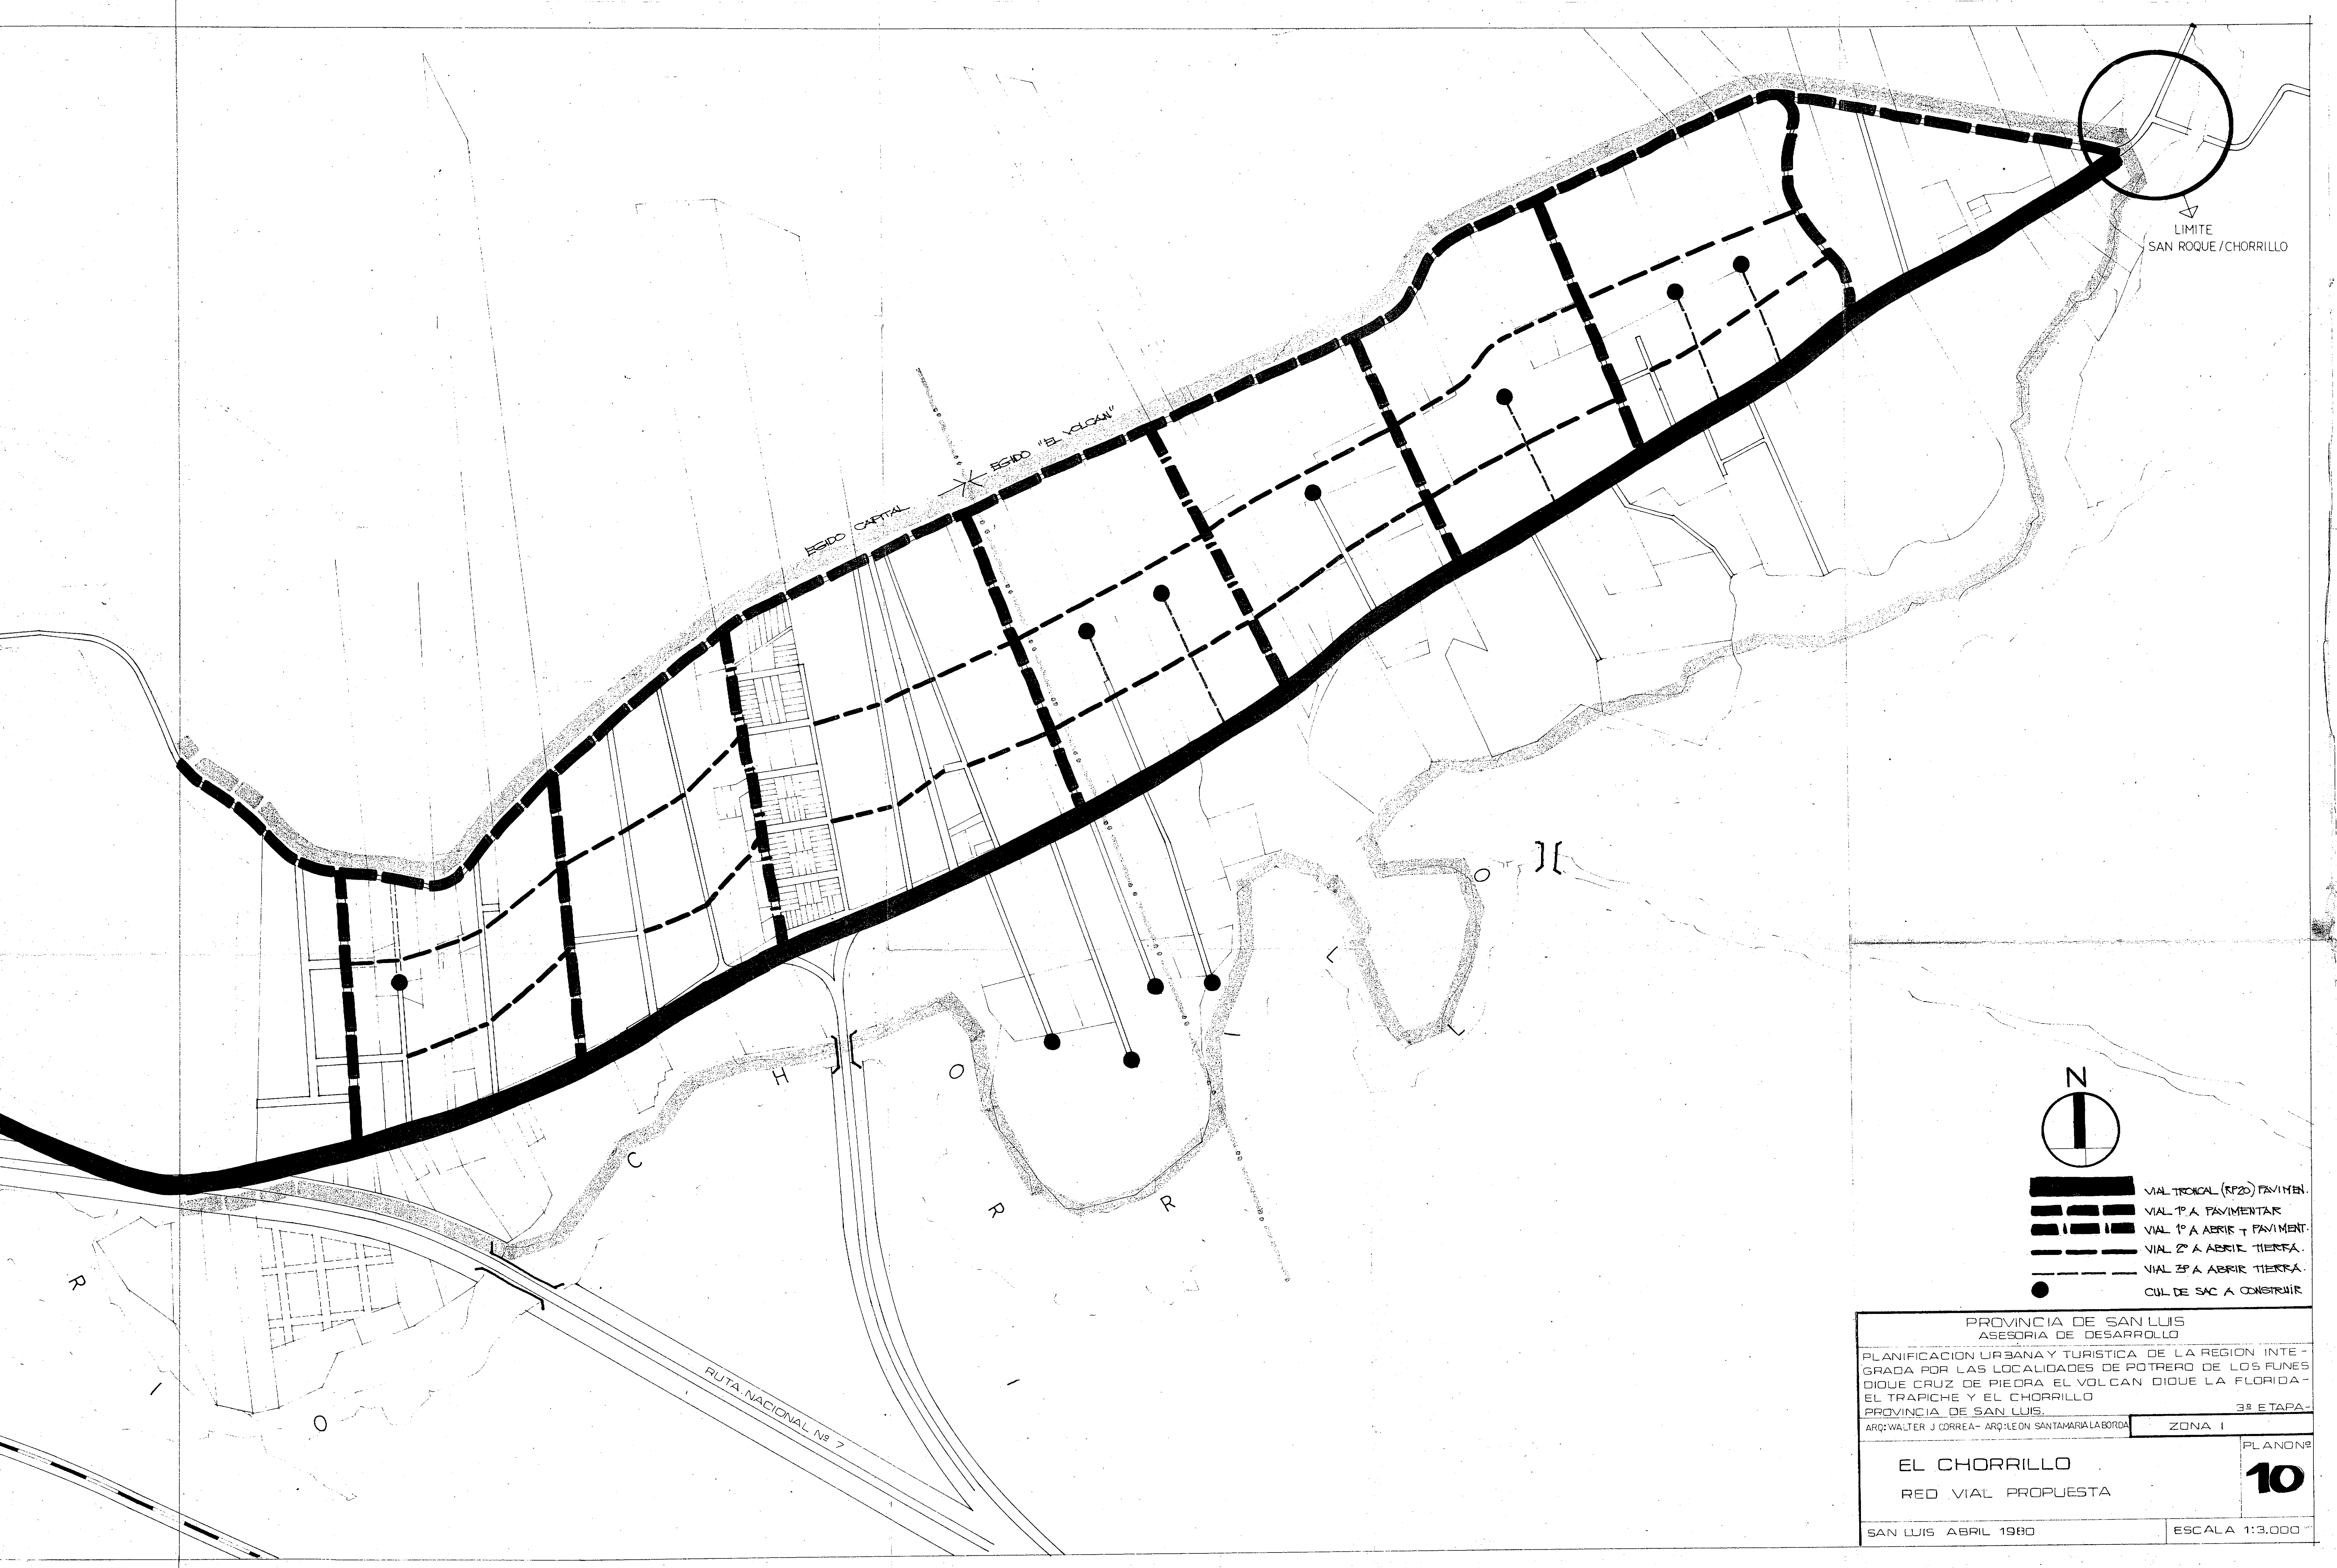 LIMITE
SAN ROQUE/CHORRILLO
EGIDO "EL VOLCAN"
EGIDO CAPITAL
RIO
CHORRILLO
RUTA NACIONAL Nº 7
N
VIAL TRONCAL (RP20) PAVIMEN.
VIAL 1º A PAVIMENTAR
VIAL 1º A ABRIR Y PAVIMENT.
VIAL 2º A ABRIR TIERRA.
VIAL 3º A ABRIR TIERRA.
CUL DE SAC A CONSTRUIR
PROVINCIA DE SAN LUIS
ASESORIA DE DESARROLLO
PLANIFICACION URBANA Y TURISTICA DE LA REGION INTE-
GRADA POR LAS LOCALIDADES DE POTRERO DE LOS FUNES
DIQUE CRUZ DE PIEDRA EL VOLCAN DIQUE LA FLORIDA-
EL TRAPICHE Y EL CHORRILLO
PROVINCIA DE SAN LUIS. 3ª ETAPA-
ARQ: WALTER J CORREA- ARQ: LEON SANTAMARIA LABORDA ZONA I
PLANO Nº
10
EL CHORRILLO
RED VIAL PROPUESTA
SAN LUIS ABRIL 1980 ESCALA 1:3.000